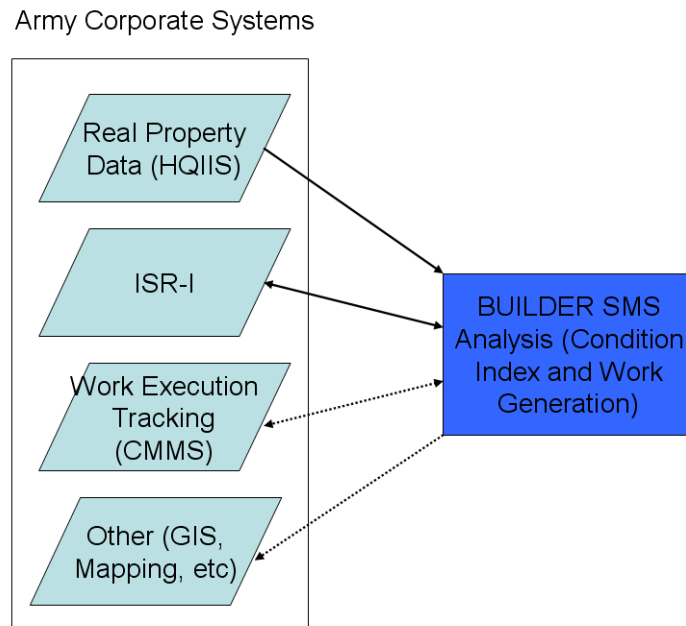 Army Corporate Systems
Real Property
Data (HQIIS)
ISR-I
Work Execution
Tracking
(CMMS)
Other (GIS,
Mapping, etc)
BUILDER SMS
Analysis (Condition
Index and Work
Generation)